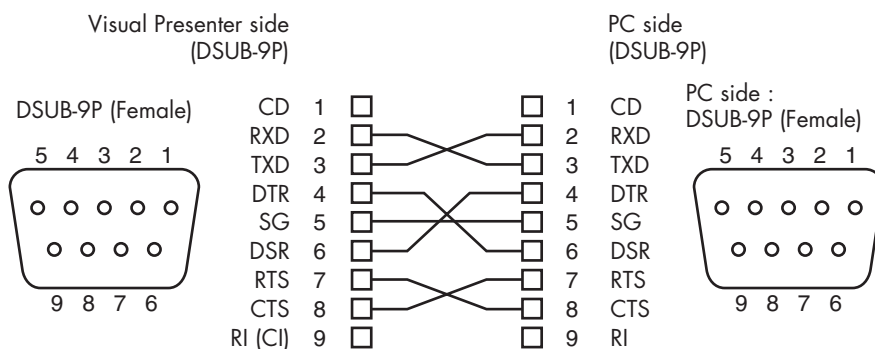 Visual Presenter side
(DSUB-9P)
PC side
(DSUB-9P)
DSUB-9P (Female)
5 4 3 2 1
9 8 7 6
CD 1
RXD 2
TXD 3
DTR 4
SG 5
DSR 6
RTS 7
CTS 8
RI (CI) 9
1 CD
2 RXD
3 TXD
4 DTR
5 SG
6 DSR
7 RTS
8 CTS
9 RI
PC side :
DSUB-9P (Female)
5 4 3 2 1
9 8 7 6